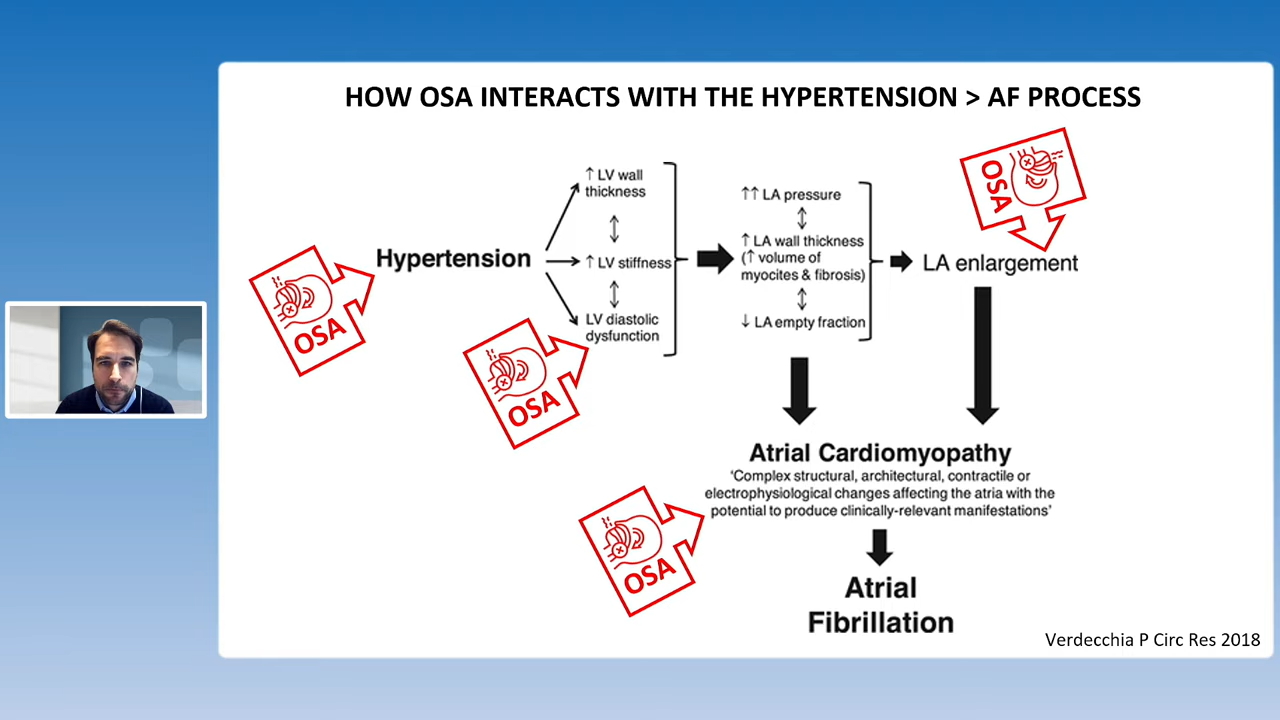 HOW OSA INTERACTS WITH THE HYPERTENSION > AF PROCESS
OSA
Hypertension
OSA
↑ LV wall
thickness
↑ LV stiffness
LV diastolic
dysfunction
↑↑ LA pressure
↑ LA wall thickness
(↑ volume of
myocites & fibrosis)
↓ LA empty fraction
OSA
LA enlargement
Atrial Cardiomyopathy
'Complex structural, architectural, contractile or
electrophysiological changes affecting the atria with the
potential to produce clinically-relevant manifestations'
OSA
Atrial
Fibrillation
Verdecchia P Circ Res 2018